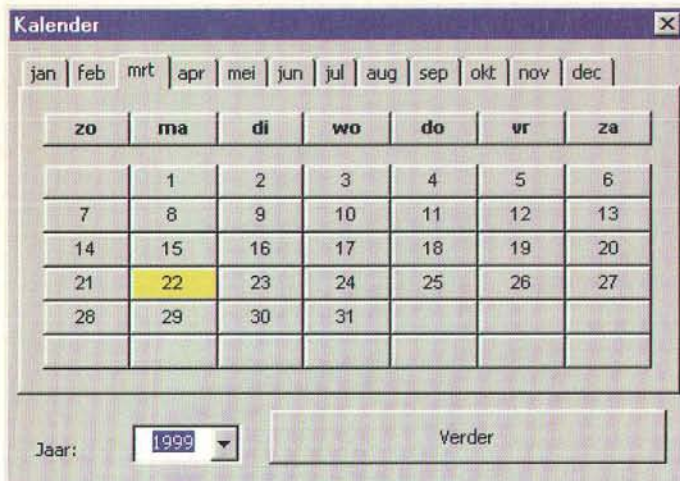 Kalender
jan feb mrt apr mei jun jul aug sep okt nov dec
zo ma di wo do vr za
1 2 3 4 5 6
7 8 9 10 11 12 13
14 15 16 17 18 19 20
21 22 23 24 25 26 27
28 29 30 31
Jaar: 1999 Verder